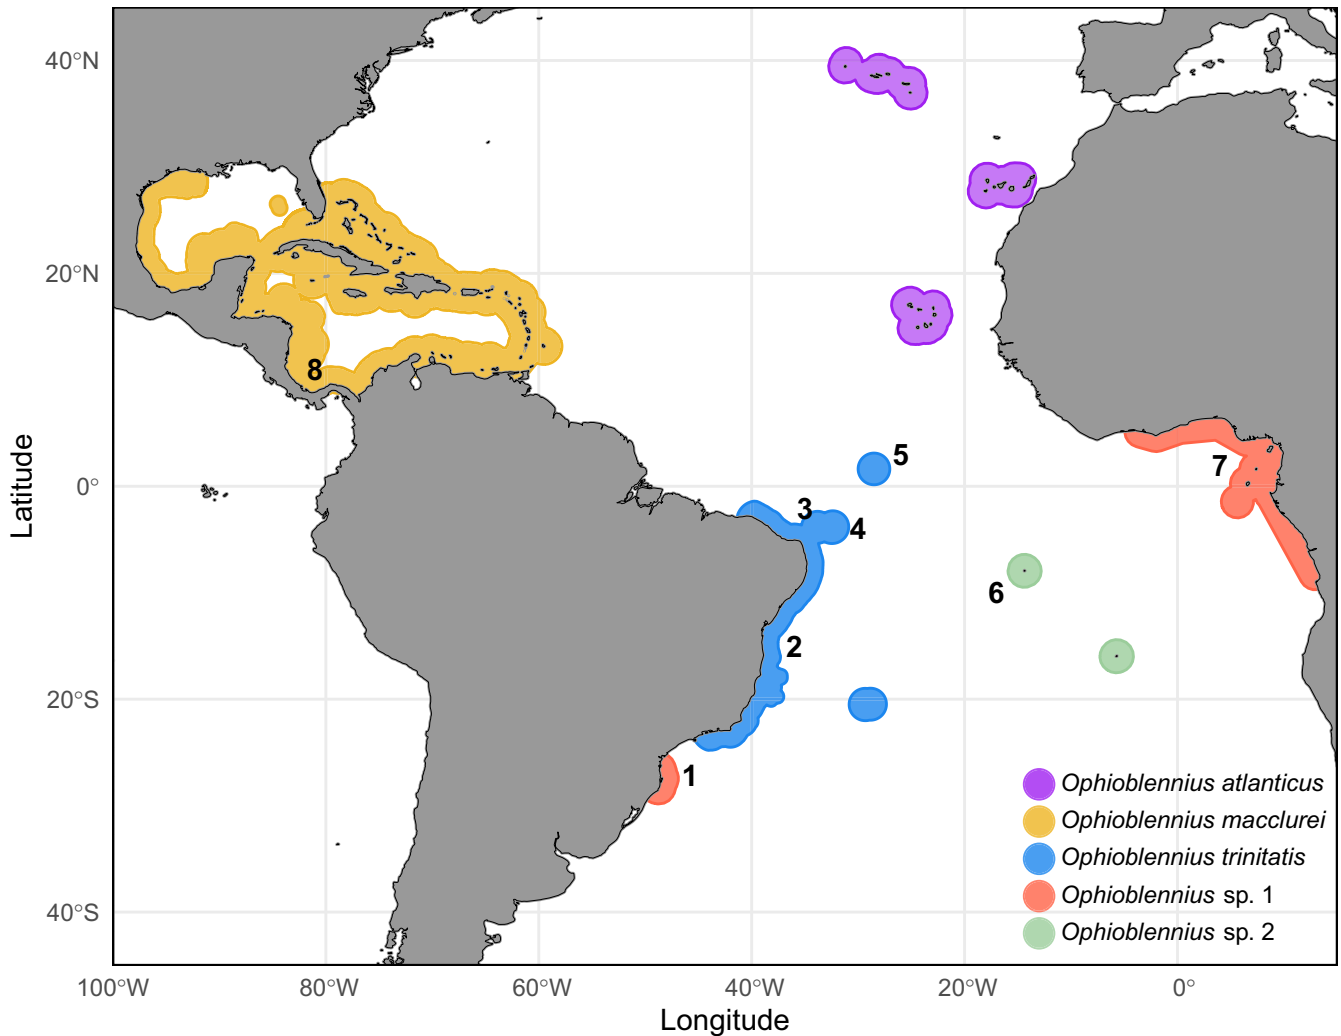 40°N
20°N
0°
20°S
40°S
Latitude
8
5
3
4
7
6
2
1
Ophioblennius atlanticus
Ophioblennius macclurei
Ophioblennius trinitatis
Ophioblennius sp. 1
Ophioblennius sp. 2
100°W 80°W 60°W 40°W 20°W 0°
Longitude